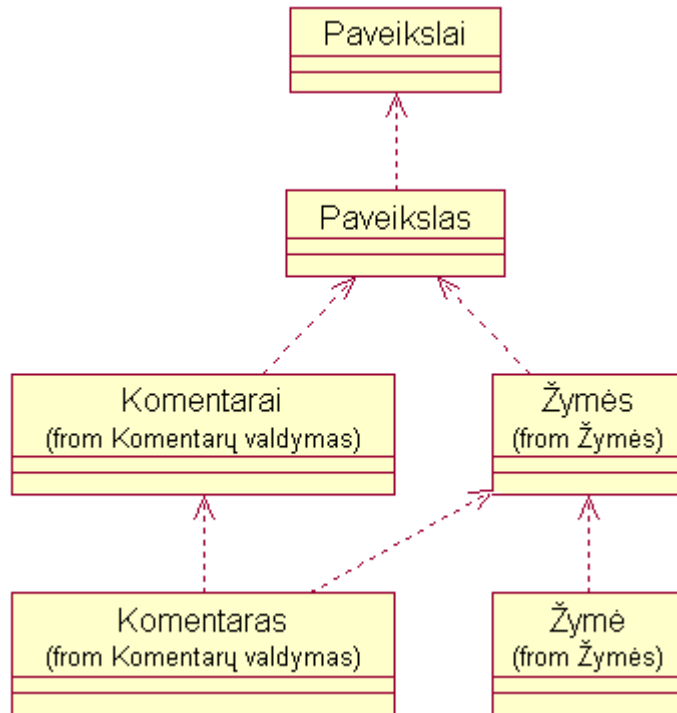 Paveikslai
Paveikslas
Komentarai
(from Komentarų valdymas)
Žymės
(from Žymės)
Komentaras
(from Komentarų valdymas)
Žymė
(from Žymės)